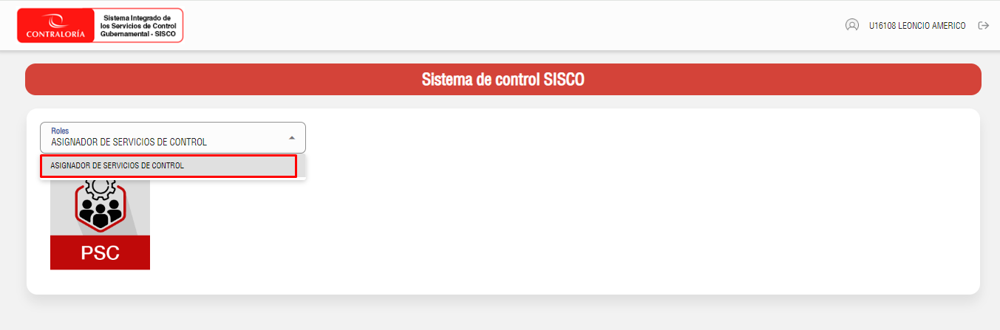 CONTRALORÍA
Sistema Integrado de
los Servicios de Control
Gubernamental - SISCO
U16108 LEONCIO AMERICO
Sistema de control SISCO
Roles
ASIGNADOR DE SERVICIOS DE CONTROL
ASIGNADOR DE SERVICIOS DE CONTROL
PSC